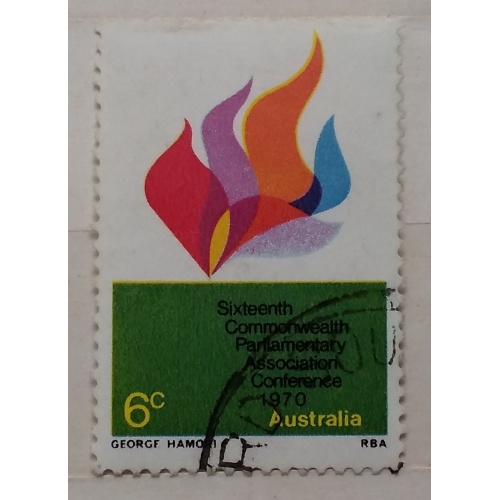 Sixteenth
Commonwealth
Parliamentary
Association
Conference
1970
6c Australia
GEORGE HAMORI RBA